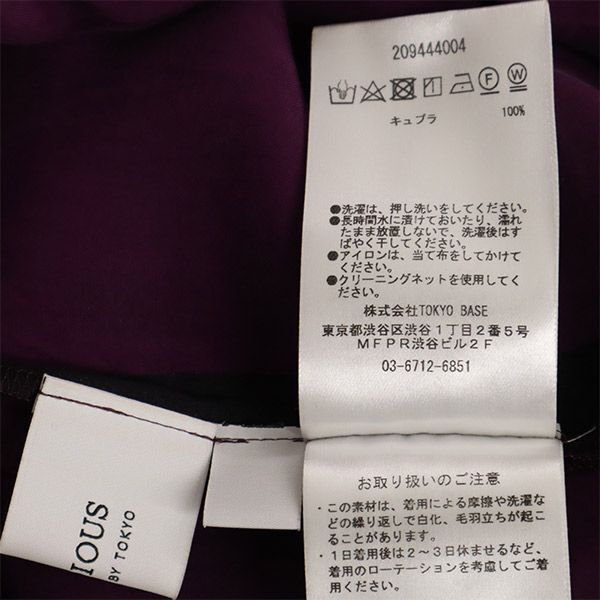 209444004
F W
キュプラ 100%
●洗濯は、押し洗いをしてください。
●長時間水に漬けておいたり、濡れ
たまま放置しないで、洗濯後はす
ばやく干してください。
●アイロンは、当て布をしてかけて
ください。
●クリーニングネットを使用してく
ださい。
株式会社TOKYO BASE
東京都渋谷区渋谷1丁目2番5号
MFPR渋谷ビル2F
03-6712-6851
お取り扱いのご注意
・この素材は、着用による摩擦や洗濯な
どの繰り返しで白化、毛羽立ちが起こ
ることがあります。
・1日着用後は2～3日休ませるなど、
着用のローテーションを考慮してご着
用ください。
IOUS
BY TOKYO